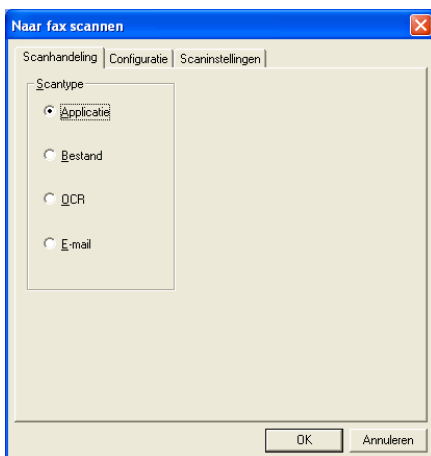 Naar fax scannen
Scanhandeling Configuratie Scaninstellingen
Scantype
Applicatie
Bestand
OCR
E-mail
OK Annuleren